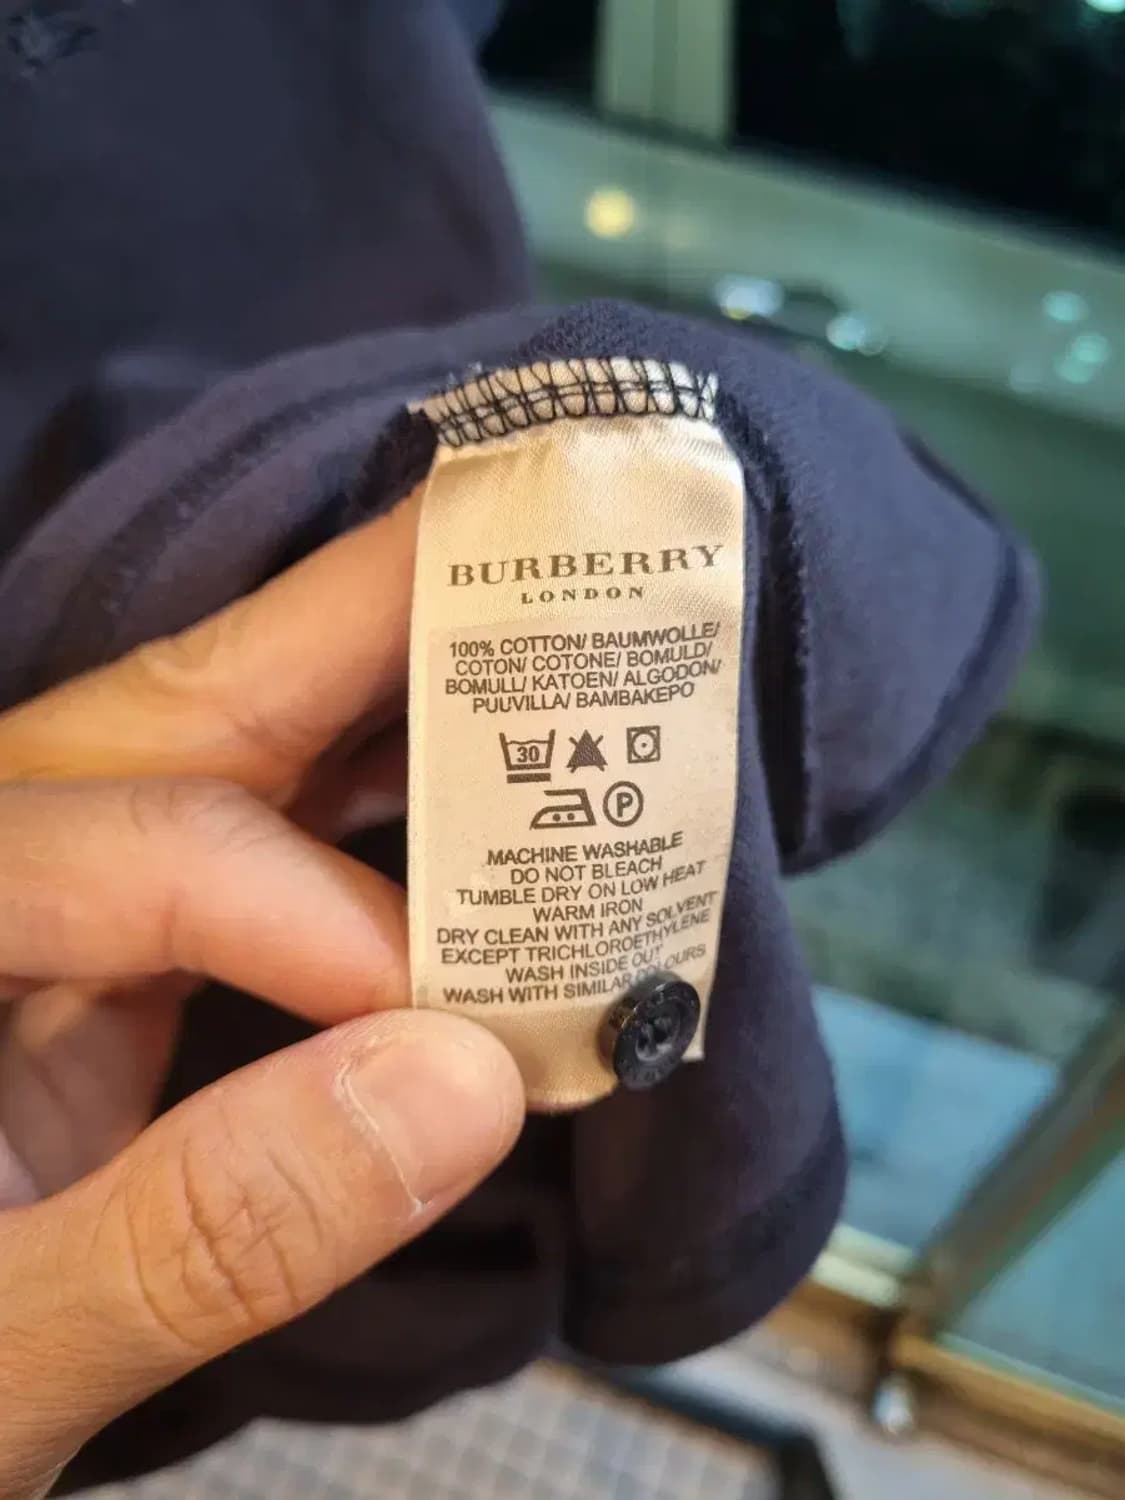 BURBERRY
LONDON
100% COTTON/ BAUMWOLLE/
COTON/ COTONE/ BOMULD/
BOMULL/ KATOEN/ ALGODON/
PUUVILLA/ BAMBAKEPO
30
P
MACHINE WASHABLE
DO NOT BLEACH
TUMBLE DRY ON LOW HEAT
WARM IRON
DRY CLEAN WITH ANY SOLVENT
EXCEPT TRICHLOROETHYLENE
WASH INSIDE OUT
WASH WITH SIMILAR COLOURS